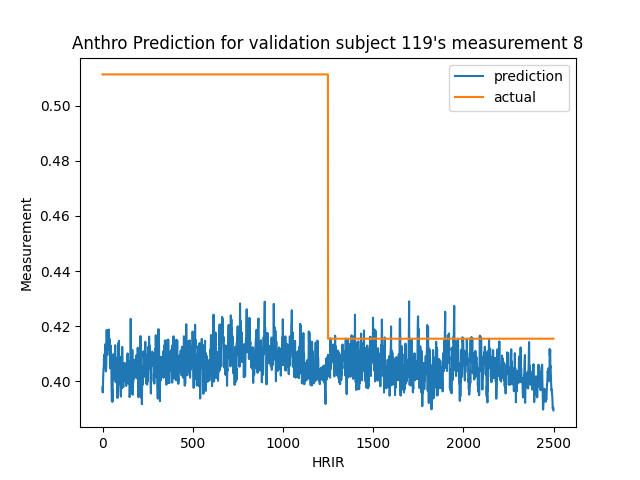 Anthro Prediction for validation subject 119's measurement 8
prediction
actual
0.50
0.48
0.46
0.44
0.42
0.40
Measurement
0
500
1000
1500
2000
2500
HRIR